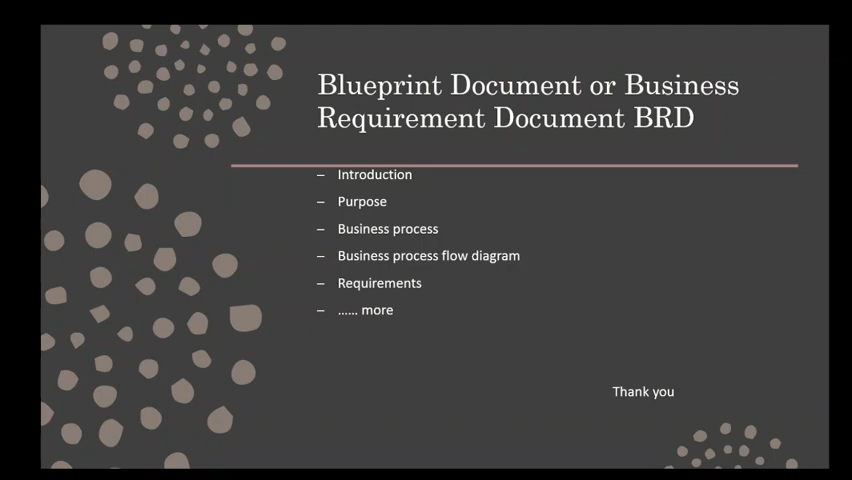 Blueprint Document or Business
Requirement Document BRD
– Introduction
– Purpose
– Business process
– Business process flow diagram
– Requirements
– …… more
Thank you